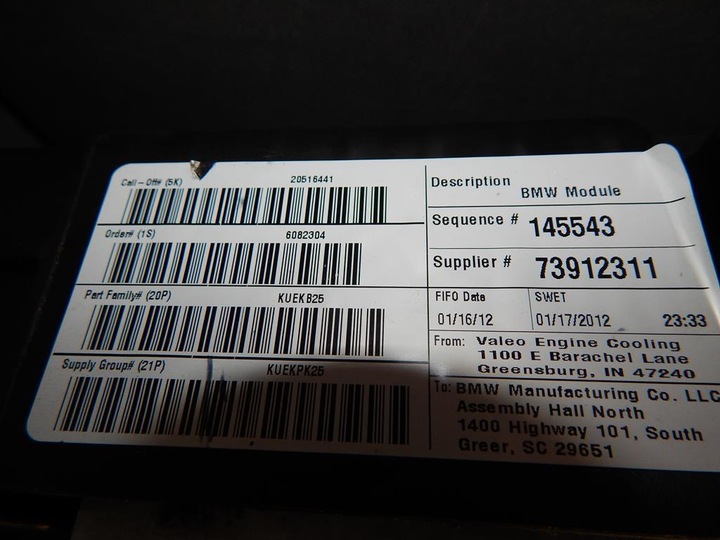 Call-Off# (5K) 20516441
Order# (1S) 6082304
Part Family# (20P) KUEKB25
Supply Group# (21P) KUEKPK25
Description BMW Module
Sequence # 145543
Supplier # 73912311
FIFO Date SWET
01/16/12 01/17/2012 23:33
From: Valeo Engine Cooling
1100 E Barachel Lane
Greensburg, IN 47240
To: BMW Manufacturing Co. LLC
Assembly Hall North
1400 Highway 101, South
Greer, SC 29651